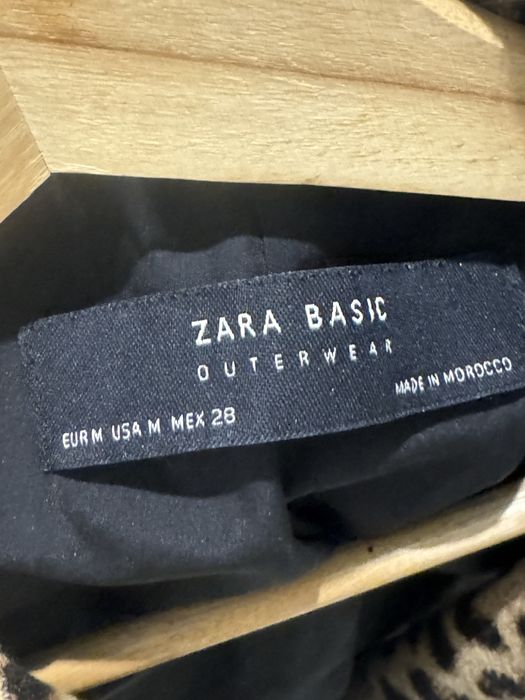 ZARA BASIC
OUTERWEAR
EUR M USA M MEX 28
MADE IN MOROCCO